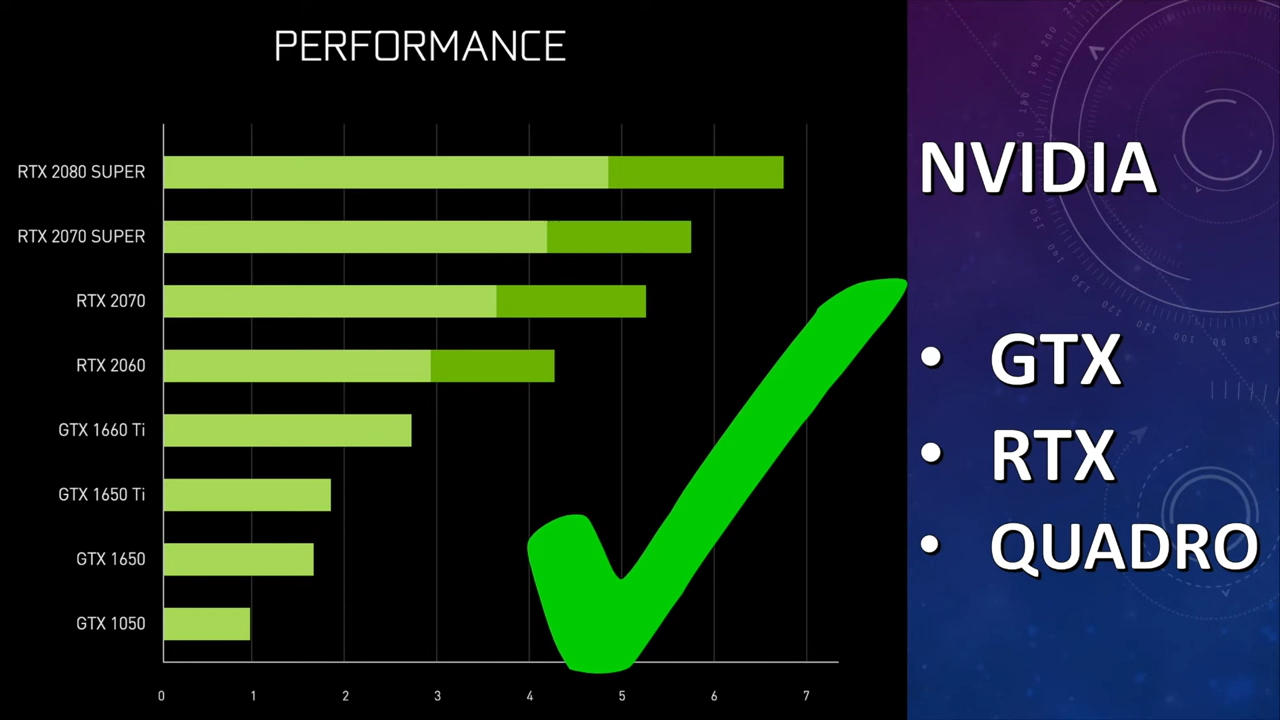 PERFORMANCE
RTX 2080 SUPER
RTX 2070 SUPER
RTX 2070
RTX 2060
GTX 1660 Ti
GTX 1650 Ti
GTX 1650
GTX 1050
0 1 2 3 4 5 6 7
NVIDIA
• GTX
• RTX
• QUADRO